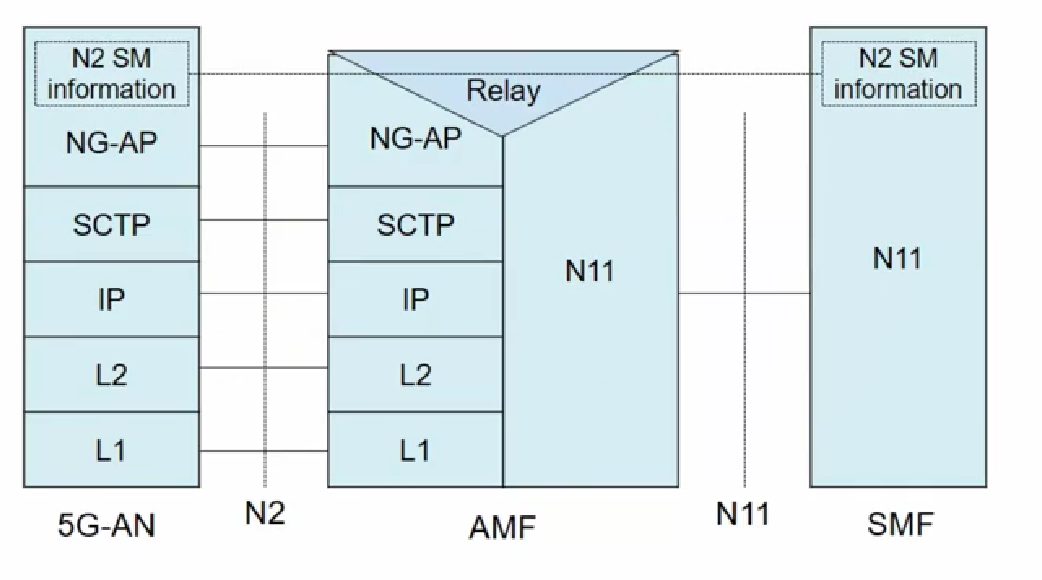 N2 SM
information
NG-AP
SCTP
IP
L2
L1
5G-AN
N2
Relay
NG-AP
SCTP
IP
L2
L1
N11
AMF
N11
N2 SM
information
N11
SMF